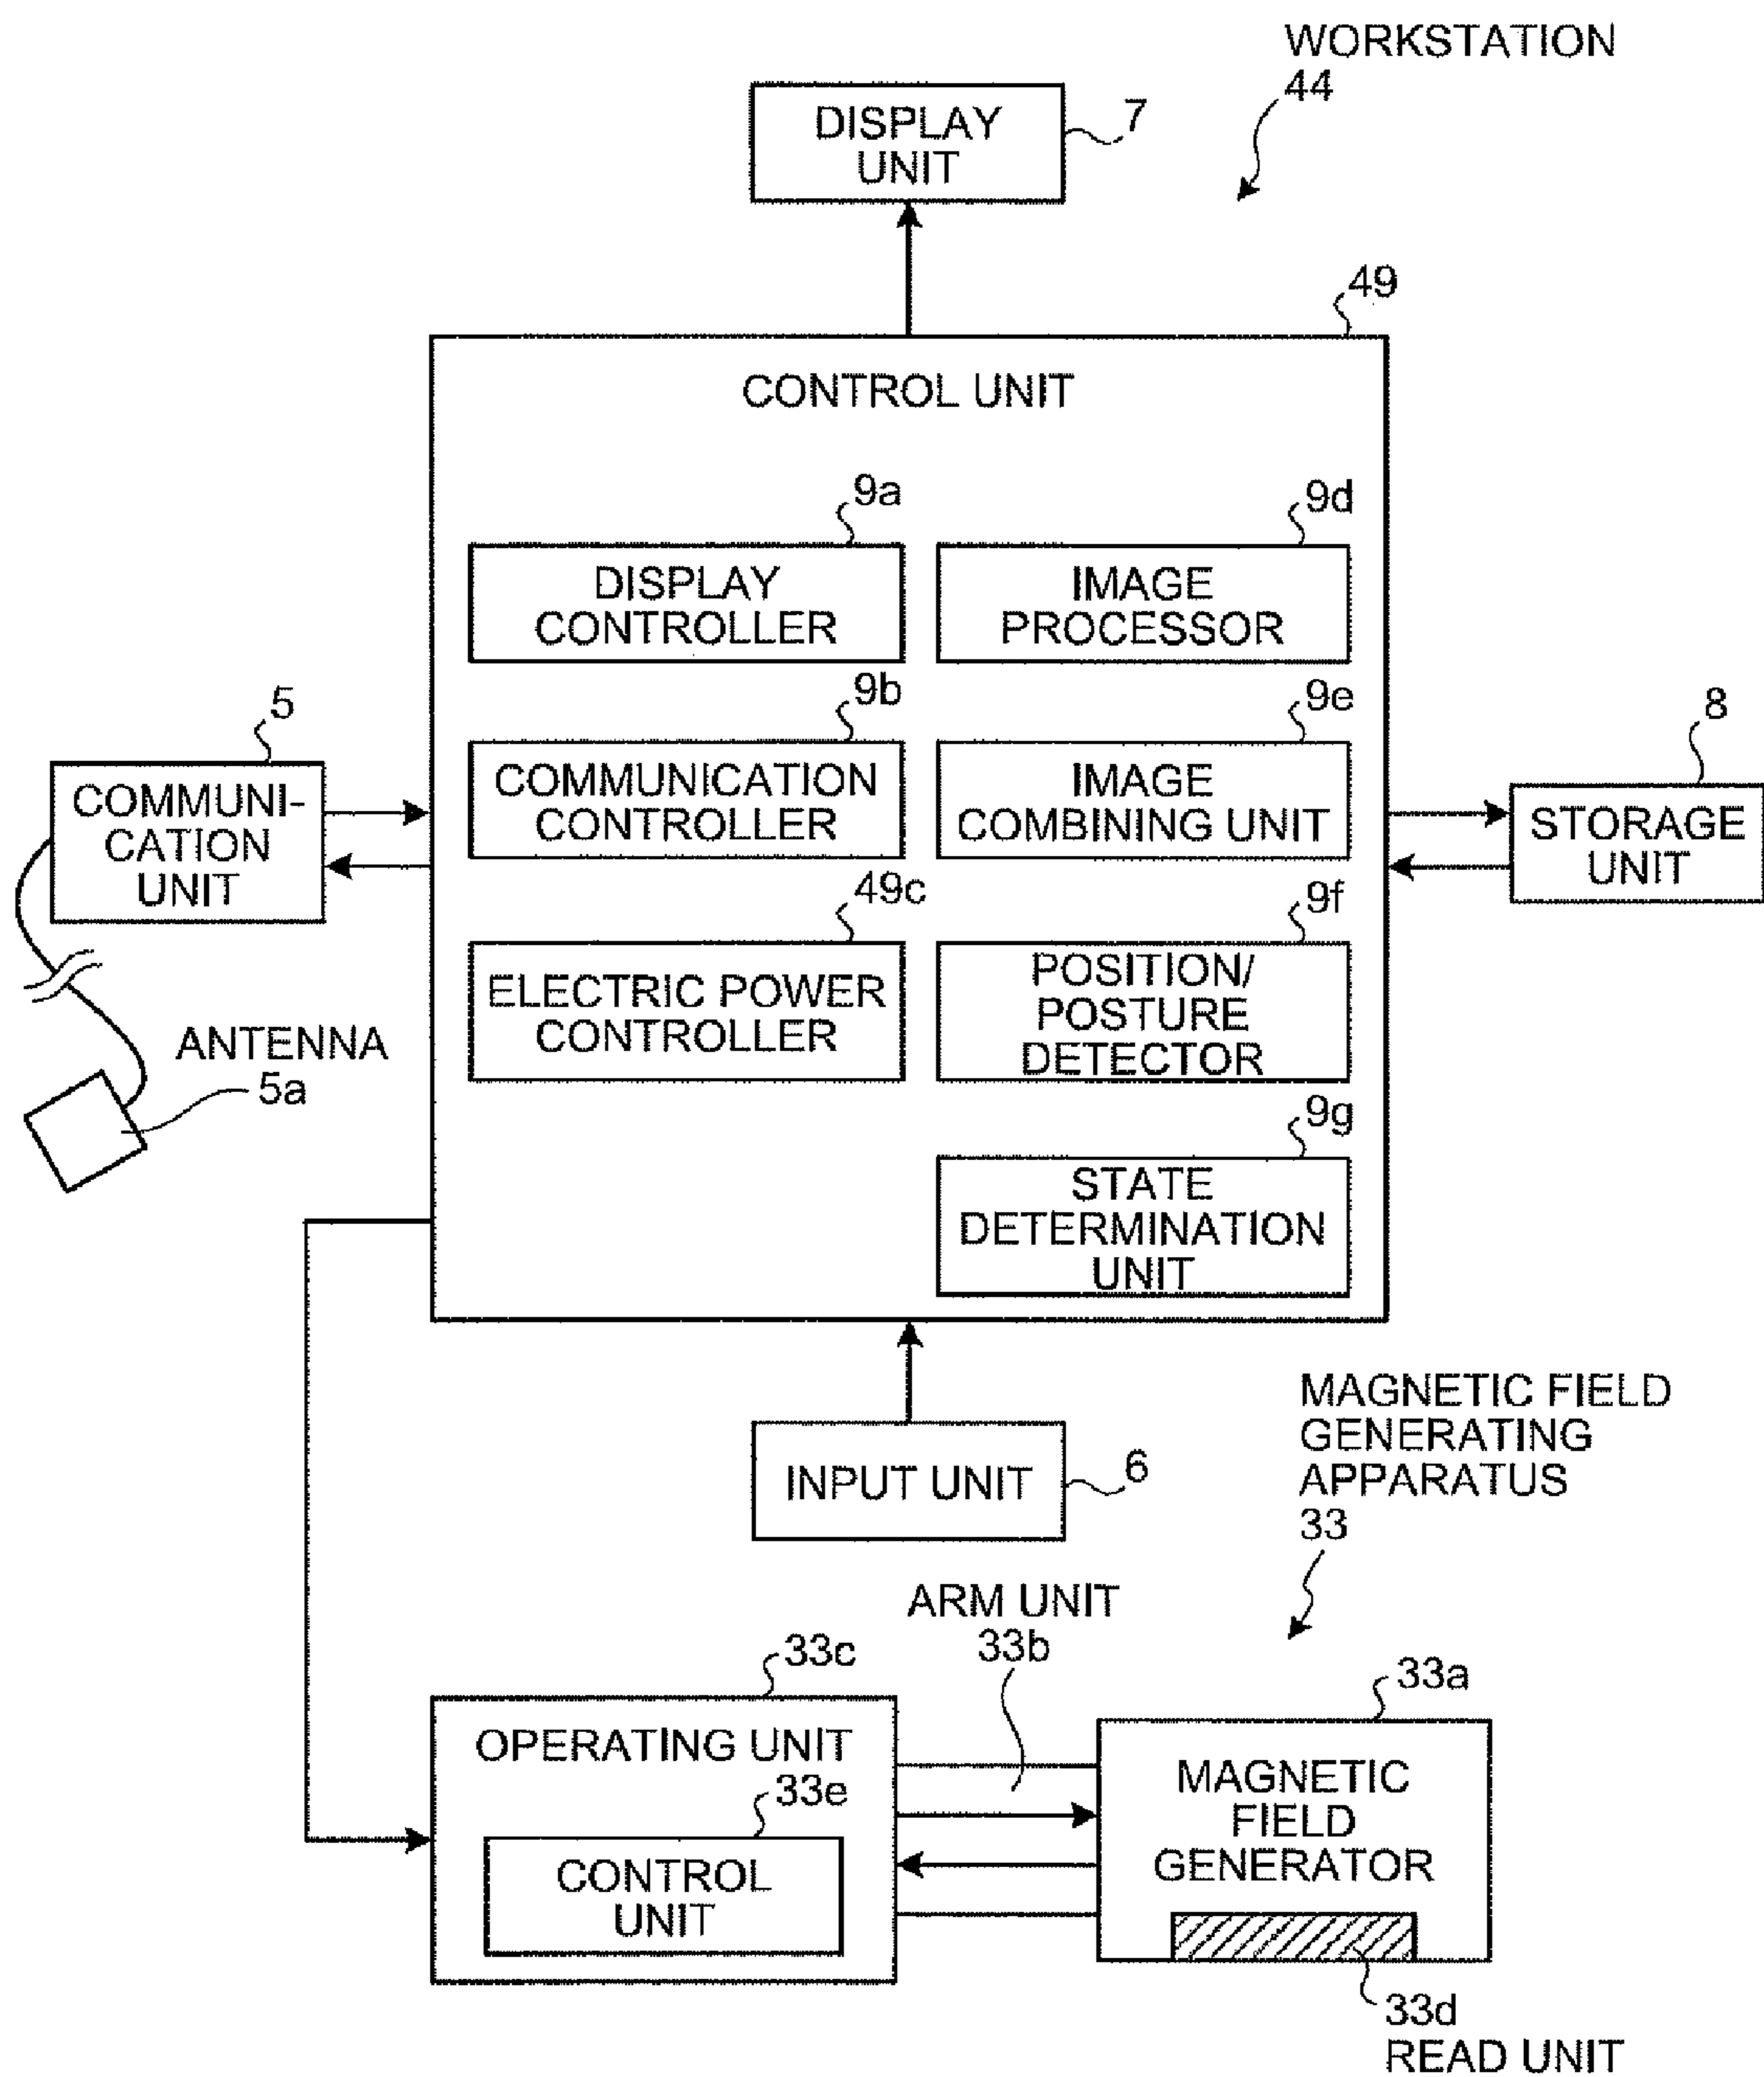 WORKSTATION
44
DISPLAY
UNIT
7
49
CONTROL UNIT
9a
DISPLAY
CONTROLLER
9d
IMAGE
PROCESSOR
9b
COMMUNICATION
CONTROLLER
9e
IMAGE
COMBINING UNIT
5
COMMUNI-
CATION
UNIT
8
STORAGE
UNIT
49c
ELECTRIC POWER
CONTROLLER
9f
POSITION/
POSTURE
DETECTOR
ANTENNA
5a
9g
STATE
DETERMINATION
UNIT
INPUT UNIT
6
MAGNETIC FIELD
GENERATING
APPARATUS
33
ARM UNIT
33b
33c
OPERATING UNIT
33e
CONTROL
UNIT
33a
MAGNETIC
FIELD
GENERATOR
33d
READ UNIT